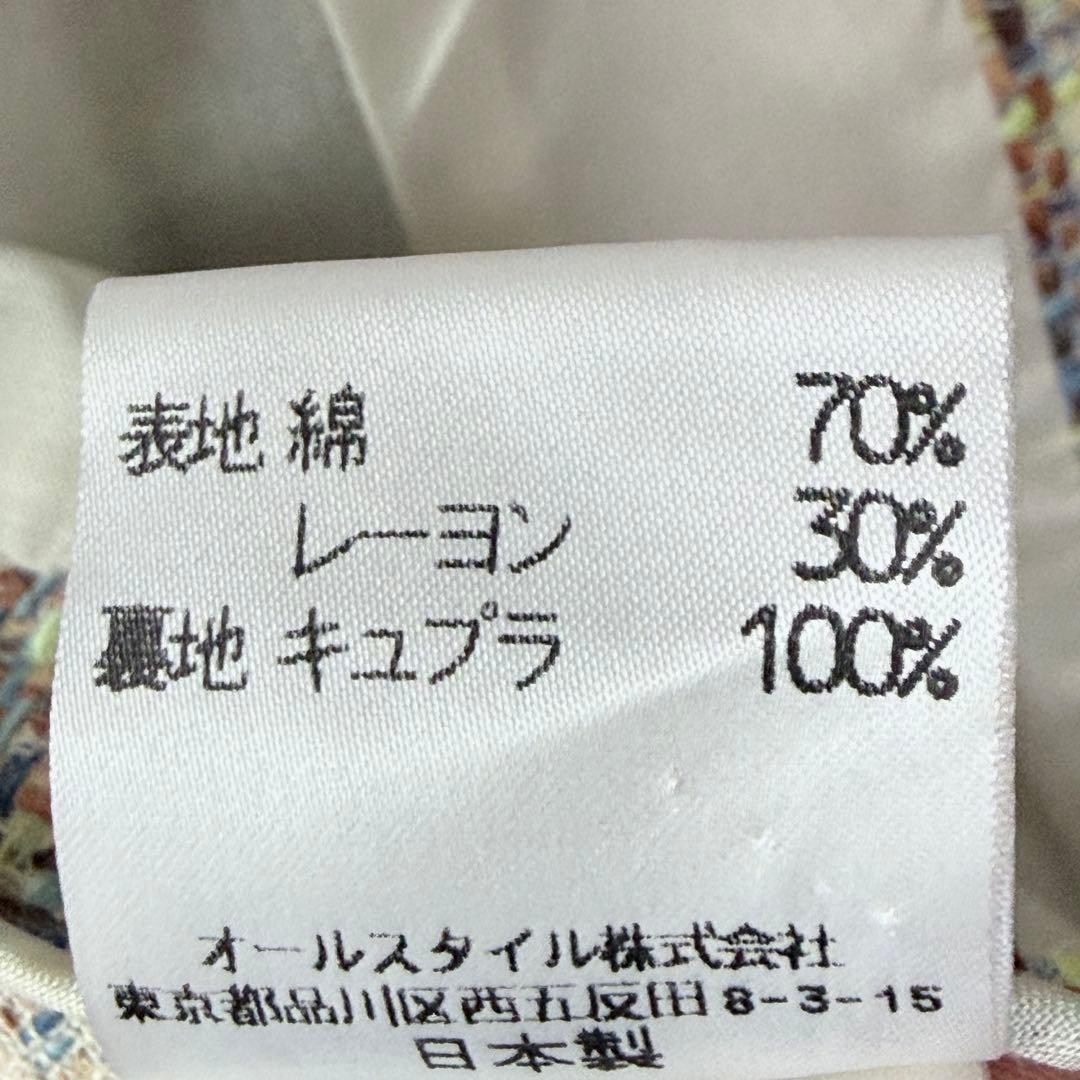 表地 綿 70%
レーヨン 30%
裏地 キュプラ 100%
オールスタイル株式会社
東京都品川区西五反田8-3-15
日本製